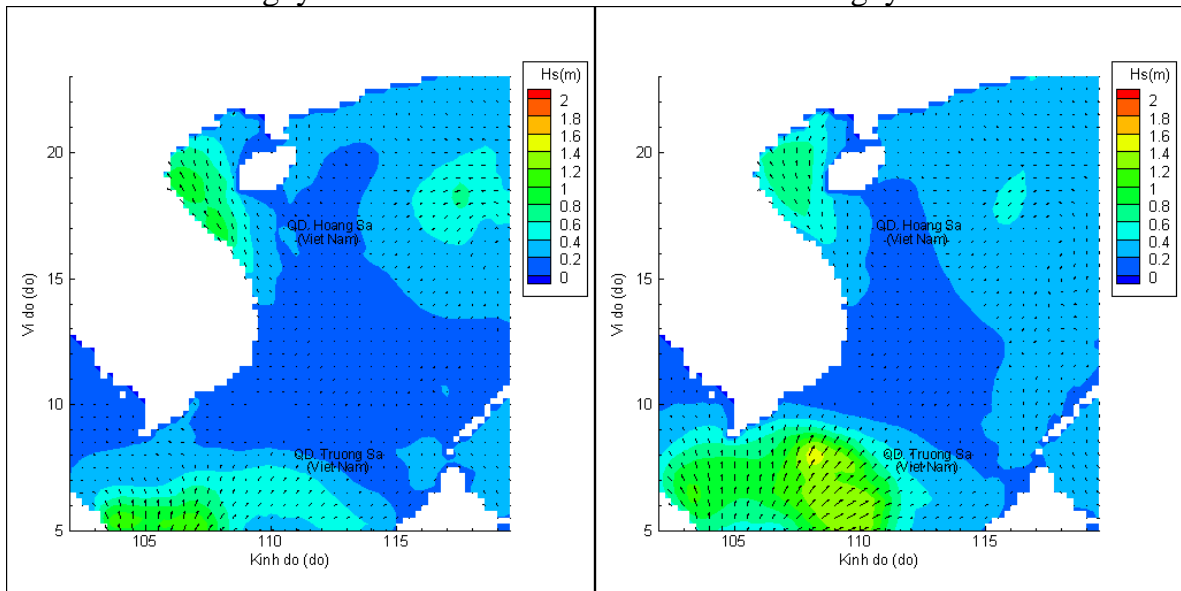 Hs(m)
2
1.8
1.6
1.4
1.2
1
0.8
0.6
0.4
0.2
0
20
15
10
5
Vi do (do)
QD. Hoang Sa
(Viet Nam)
QD. Truong Sa
(Viet Nam)
105
110
115
Kinh do (do)
Hs(m)
2
1.8
1.6
1.4
1.2
1
0.8
0.6
0.4
0.2
0
20
15
10
5
Vi do (do)
QD. Hoang Sa
(Viet Nam)
QD. Truong Sa
(Viet Nam)
105
110
115
Kinh do (do)